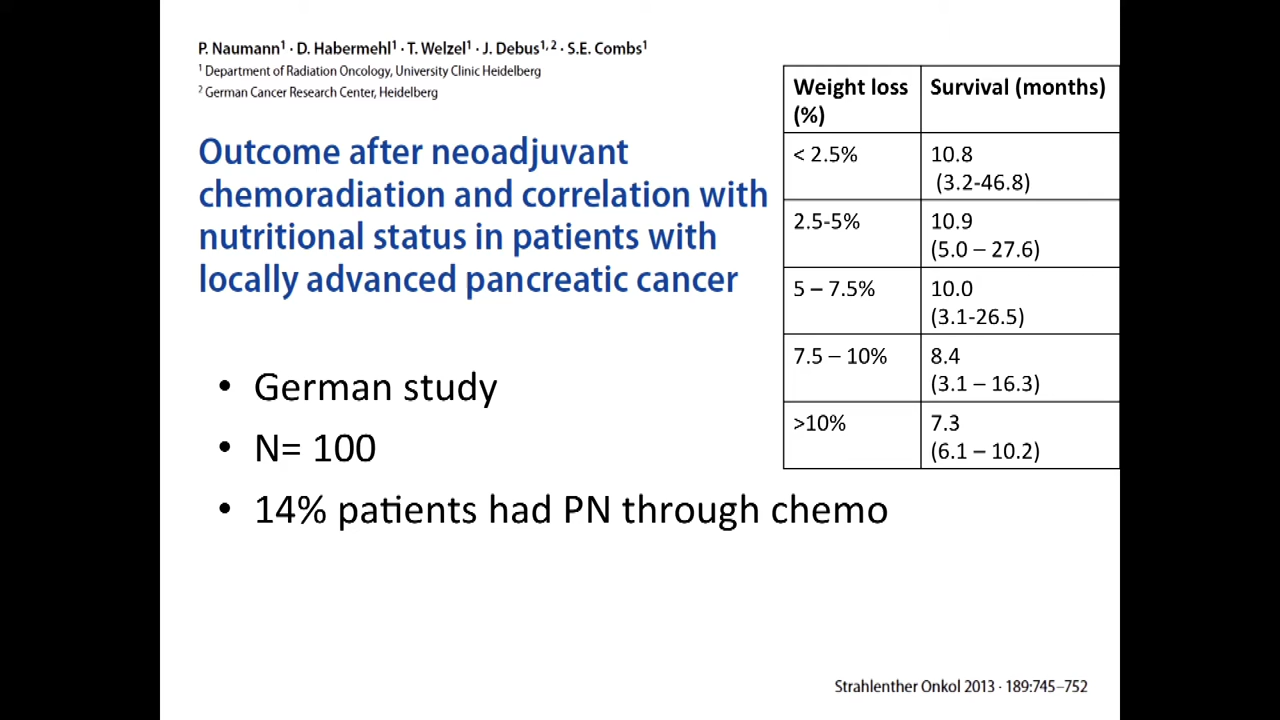 P. Naumann¹ · D. Habermehl¹ · T. Welzel¹ · J. Debus¹,² · S.E. Combs¹
¹ Department of Radiation Oncology, University Clinic Heidelberg
² German Cancer Research Center, Heidelberg
Outcome after neoadjuvant
chemoradiation and correlation with
nutritional status in patients with
locally advanced pancreatic cancer
Weight loss Survival (months)
(%)
< 2.5% 10.8
(3.2-46.8)
2.5-5% 10.9
(5.0 – 27.6)
5 – 7.5% 10.0
(3.1-26.5)
7.5 – 10% 8.4
(3.1 – 16.3)
>10% 7.3
(6.1 – 10.2)
• German study
• N= 100
• 14% patients had PN through chemo
Strahlenther Onkol 2013 · 189:745–752